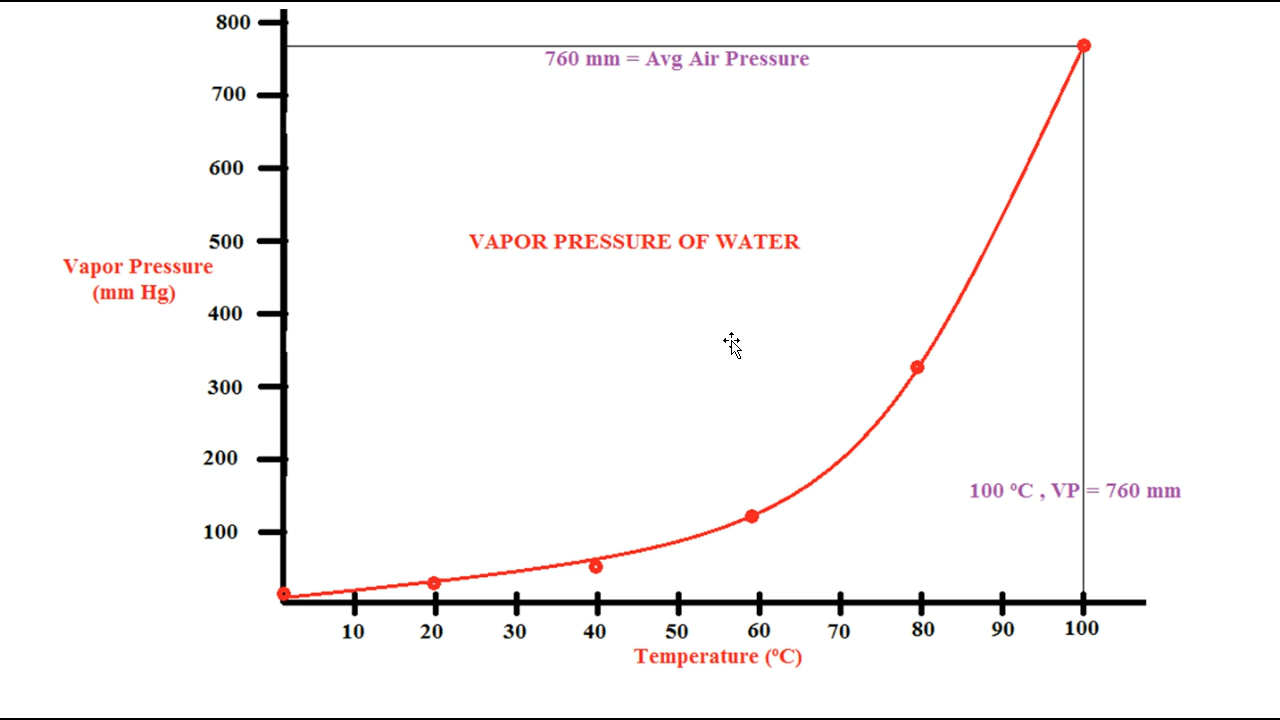 800
760 mm = Avg Air Pressure
700
600
VAPOR PRESSURE OF WATER
500
Vapor Pressure
(mm Hg)
400
300
200
100 ºC , VP = 760 mm
100
10 20 30 40 50 60 70 80 90 100
Temperature (ºC)